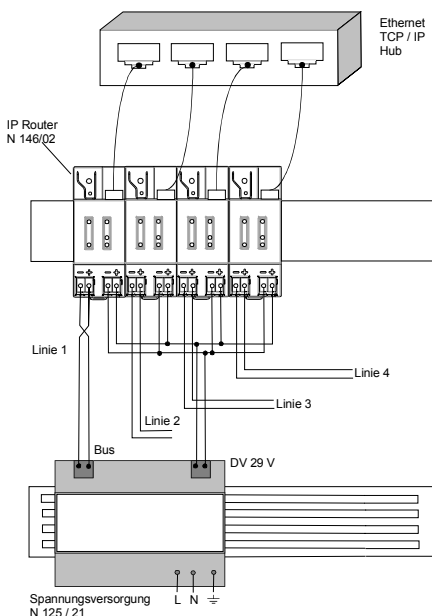 Ethernet
TCP / IP
Hub
IP Router
N 146/02
- +
- +
- +
- +
Linie 1
Linie 4
Linie 3
Linie 2
Bus
DV 29 V
L N
Spannungsversorgung
N 125 / 21